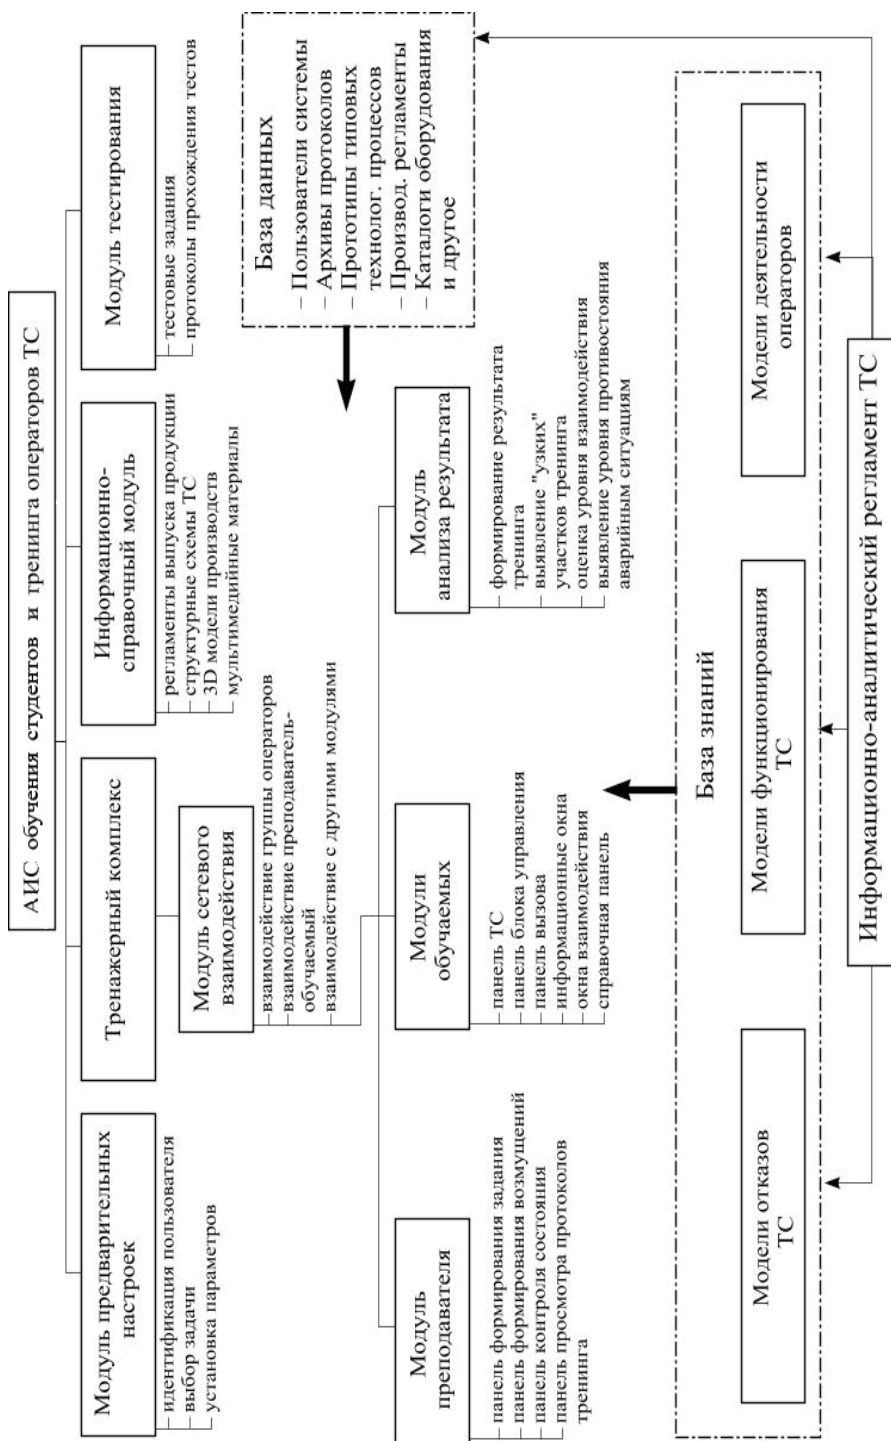 АИС обучения студентов и тренинга операторов ТС
Модуль предварительных
настроек
идентификация пользователя
выбор задачи
установка параметров
Тренажерный комплекс
Информационно-
справочный модуль
регламенты выпуска продукции
структурные схемы ТС
3D модели производств
мультимедийные материалы
Модуль тестирования
тестовые задания
протоколы прохождения тестов
Модуль сетевого
взаимодействия
взаимодействие группы операторов
взаимодействие преподаватель-
обучаемый
взаимодействие с другими модулями
База данных
– Пользователи системы
– Архивы протоколов
– Прототипы типовых
технолог. процессов
– Производ. регламенты
– Каталоги оборудования
и другое
Модуль
преподавателя
панель формирования задания
панель формирования возмущений
панель контроля состояния
панель просмотра протоколов
тренинга
Модули
обучаемых
панель ТС
панель блока управления
панель вызова
информационные окна
окна взаимодействия
справочная панель
Модуль
анализа результата
формирование результата
тренинга
выявление "узких"
участков тренинга
оценка уровня взаимодействия
выявление уровня противостояния
аварийным ситуациям
База знаний
Модели отказов
ТС
Модели функционирования
ТС
Модели деятельности
операторов
Информационно-аналитический регламент ТС